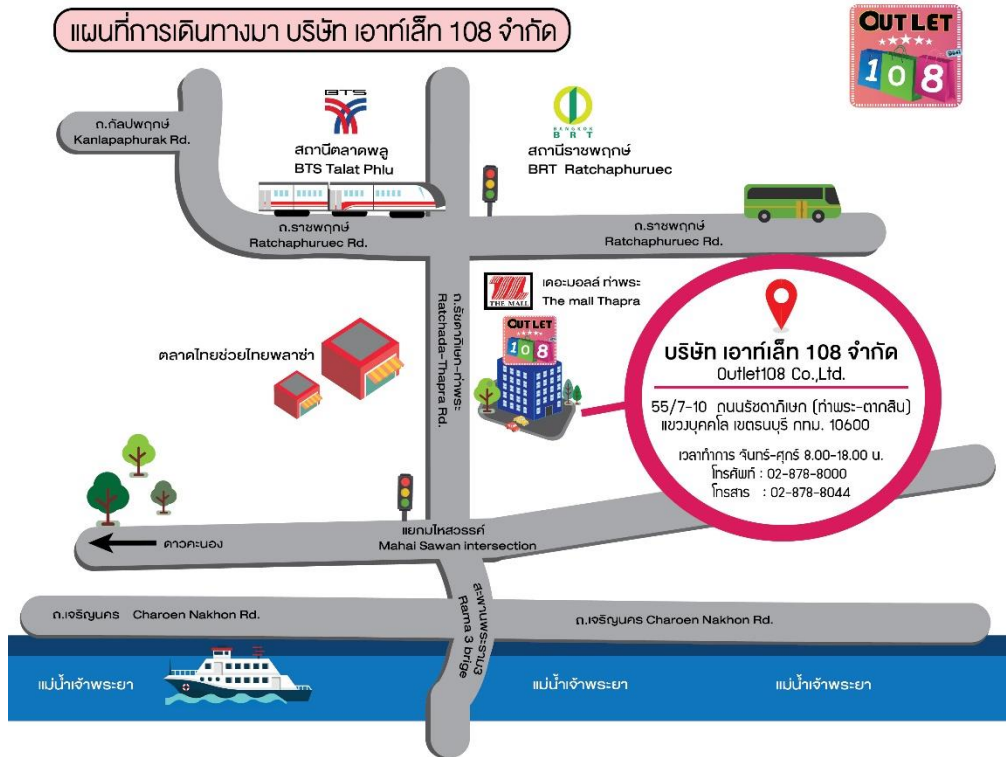 แผนที่การเดินทางมา บริษัท เอาท์เล็ท 108 จำกัด
OUTLET
108
ถ.กัลปพฤกษ์
Kanlapaphurak Rd.
BTS
สถานีตลาดพลู
BTS Talat Phlu
BANGKOK
BRT
สถานีราชพฤกษ์
BRT Ratchaphuruec
ถ.ราชพฤกษ์
Ratchaphuruec Rd.
ถ.ราชพฤกษ์
Ratchaphuruec Rd.
ถ.รัชดาภิเษก-ท่าพระ
Ratchada-Thapra Rd.
THE MALL
เดอะมอลล์ ท่าพระ
The mall Thapra
OUTLET
108
ตลาดไทยช่วยไทยพลาซ่า
บริษัท เอาท์เล็ท 108 จำกัด
Outlet108 Co.,Ltd.
55/7-10 ถนนรัชดาภิเษก (ท่าพระ-ตากสิน)
แขวงบุคคโล เขตธนบุรี กทม. 10600
เวลาทำการ จันทร์-ศุกร์ 8.00-18.00 น.
โทรศัพท์ : 02-878-8000
โทรสาร : 02-878-8044
ดาวคะนอง
แยกมไหสวรรค์
Mahai Sawan intersection
สะพานพระราม3
Rama 3 brige
ถ.เจริญนคร Charoen Nakhon Rd.
ถ.เจริญนคร Charoen Nakhon Rd.
แม่น้ำเจ้าพระยา
แม่น้ำเจ้าพระยา
แม่น้ำเจ้าพระยา